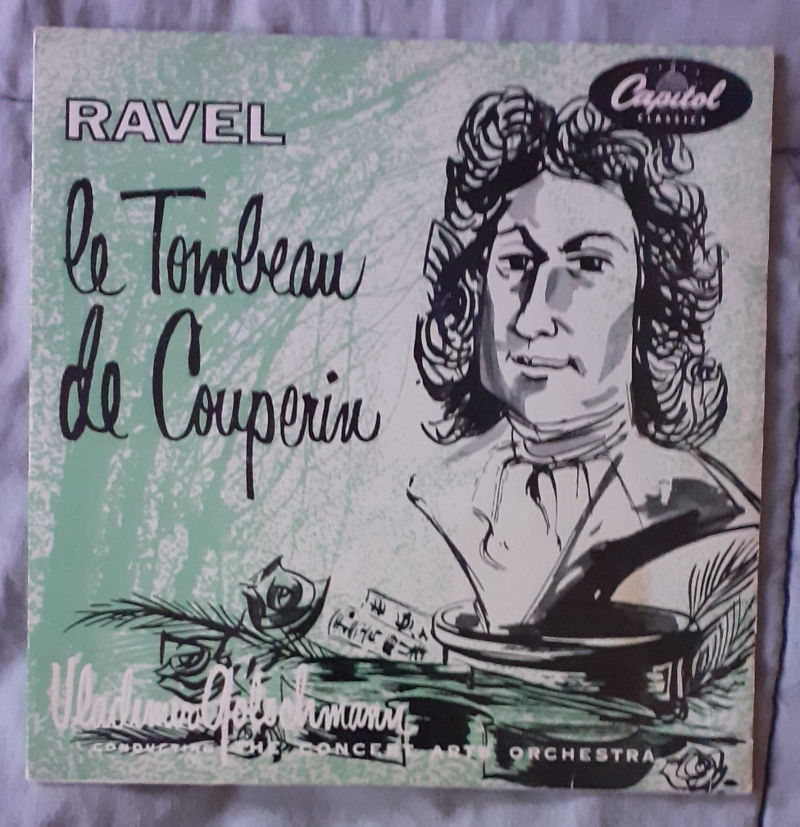 RAVEL
Capitol
CLASSICS
le Tombeau
de Couperin
Vladimir Golschmann
CONDUCTING THE CONCERT ARTS ORCHESTRA